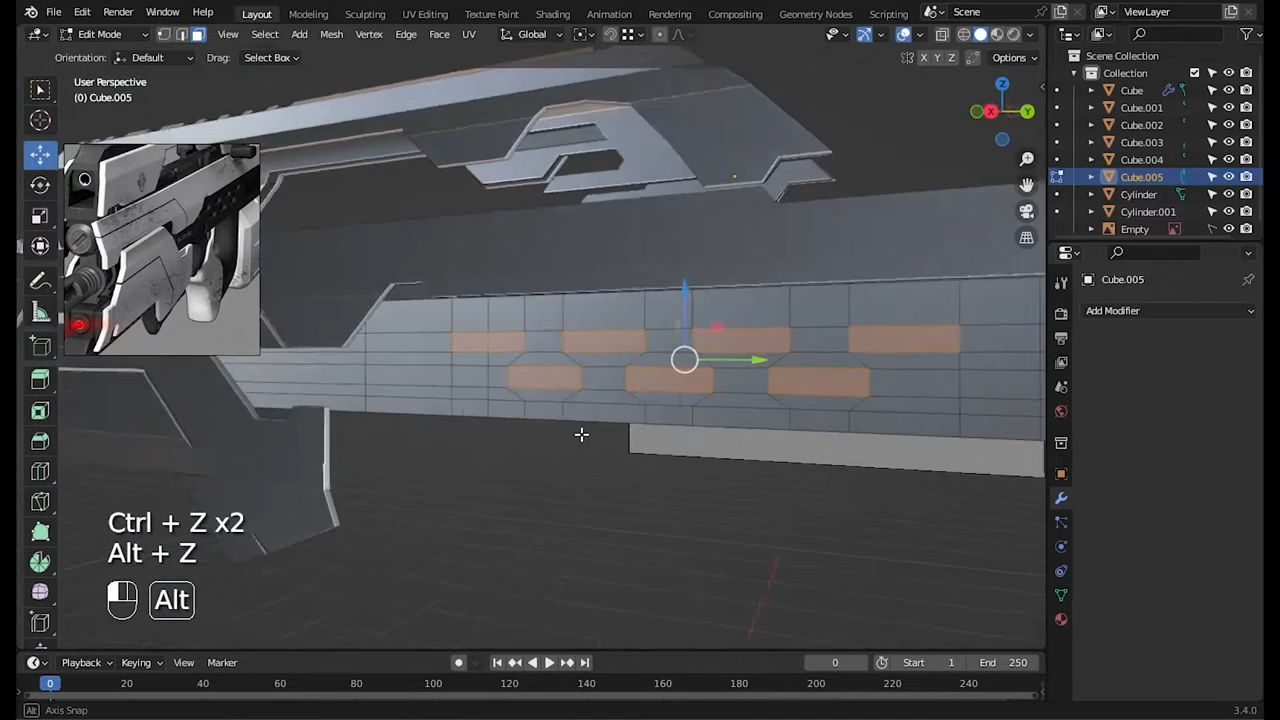 File Edit Render Window Help Layout Modeling Sculpting UV Editing Texture Paint Shading Animation Rendering Compositing Geometry Nodes Scripting Scene ViewLayer
Edit Mode View Select Add Mesh Vertex Edge Face UV Global
Orientation: Default Drag: Select Box X Y Z Options
User Perspective
(0) Cube.005
Z
X
Y
Scene Collection
Collection
Cube
Cube.001
Cube.002
Cube.003
Cube.004
Cube.005
Cylinder
Cylinder.001
Empty
Cube.005
Add Modifier
Ctrl + Z x2
Alt + Z
Alt
Playback Keying View Marker 0 Start 1 End 250
0 20 40 60 80 100 120 140 160 180 200 220 240
Alt Axis Snap 3.4.0